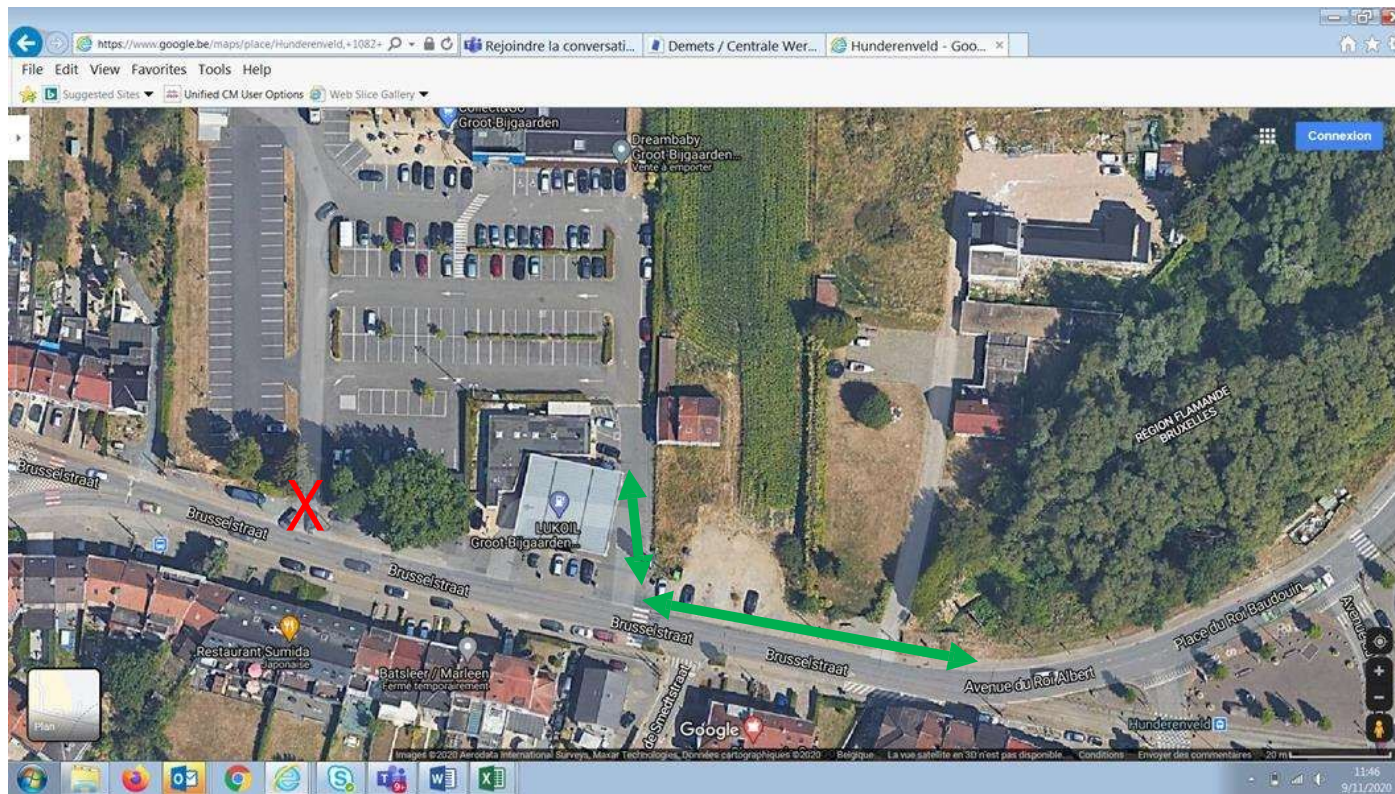 https://www.google.be/maps/place/Hunderenveld,+1082+
Rejoindre la conversati...
Demets / Centrale Wer...
Hunderenveld - Goo...
File Edit View Favorites Tools Help
Suggested Sites
Unified CM User Options
Web Slice Gallery
Groot-Bijgaarden
Connexion
Dreambaby
Groot-Bijgaarden...
Vente à emporter
RÉGION FLAMANDE
BRUXELLES
Brusselstraat
X
Brusselstraat
LUKOIL
Groot-Bijgaarden...
Brusselstraat
Brusselstraat
Brusselstraat
Restaurant Sumida
Japonaise
Batsleer / Marleen
Fermé temporairement
de Smedtstraat
Avenue du Roi Albert
Place du Roi Baudouin
Hunderenveld
Plan
Google
Images ©2020 Aerodata International Surveys, Maxar Technologies, Données cartographiques ©2020
Belgique
La vue satellite en 3D n'est pas disponible.
Conditions
Envoyer des commentaires
20 m
9+
11:46
9/11/2020